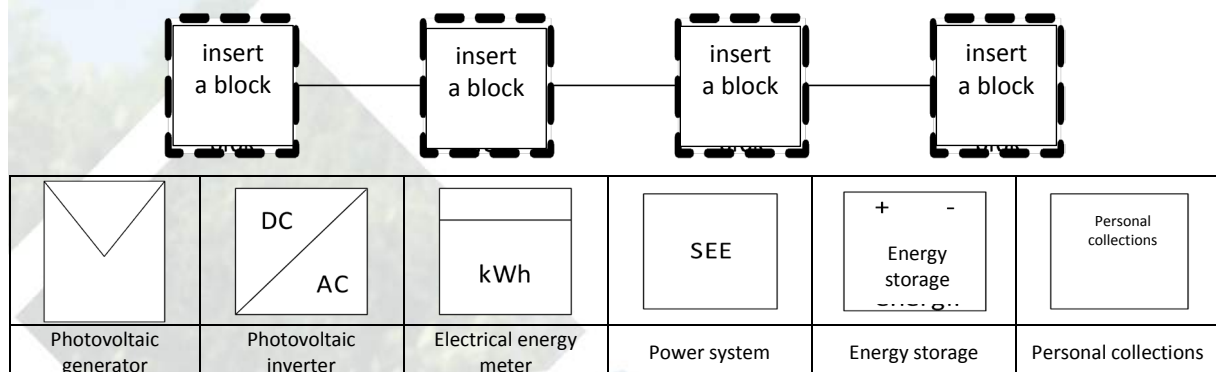 insert
a block
insert
a block
insert
a block
insert
a block
DC
AC
kWh
SEE
+ -
Energy
storage
Personal
collections
Photovoltaic
generator
Photovoltaic
inverter
Electrical energy
meter
Power system
Energy storage
Personal collections